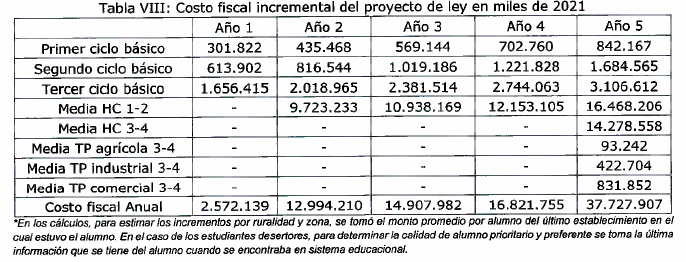 Tabla VIII: Costo fiscal incremental del proyecto de ley en miles de 2021
Año 1 Año 2 Año 3 Año 4 Año 5
Primer ciclo básico 301.822 435.468 569.144 702.760 842.167
Segundo ciclo básico 613.902 816.544 1.019.186 1.221.828 1.684.565
Tercer ciclo básico 1.656.415 2.018.965 2.381.514 2.744.063 3.106.612
Media HC 1-2 - 9.723.233 10.938.169 12.153.105 16.468.206
Media HC 3-4 - - - - 14.278.558
Media TP agrícola 3-4 - - - - 93.242
Media TP industrial 3-4 - - - - 422.704
Media TP comercial 3-4 - - - - 831.852
Costo fiscal Anual 2.572.139 12.994.210 14.907.982 16.821.755 37.727.907
*En los cálculos, para estimar los incrementos por ruralidad y zona, se tomó el monto promedio por alumno del último establecimiento en el
cual estuvo el alumno. En el caso de los estudiantes desertores, para determinar la calidad de alumno prioritario y preferente se toma la última
información que se tiene del alumno cuando se encontraba en sistema educacional.